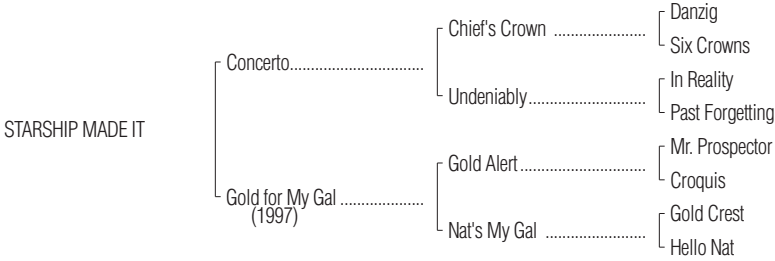 Danzig
Chief's Crown ......................
Six Crowns
Concerto................................
In Reality
Undeniably............................
Past Forgetting
STARSHIP MADE IT
Mr. Prospector
Gold Alert..............................
Croquis
Gold for My Gal ....................
(1997)
Gold Crest
Nat's My Gal ........................
Hello Nat